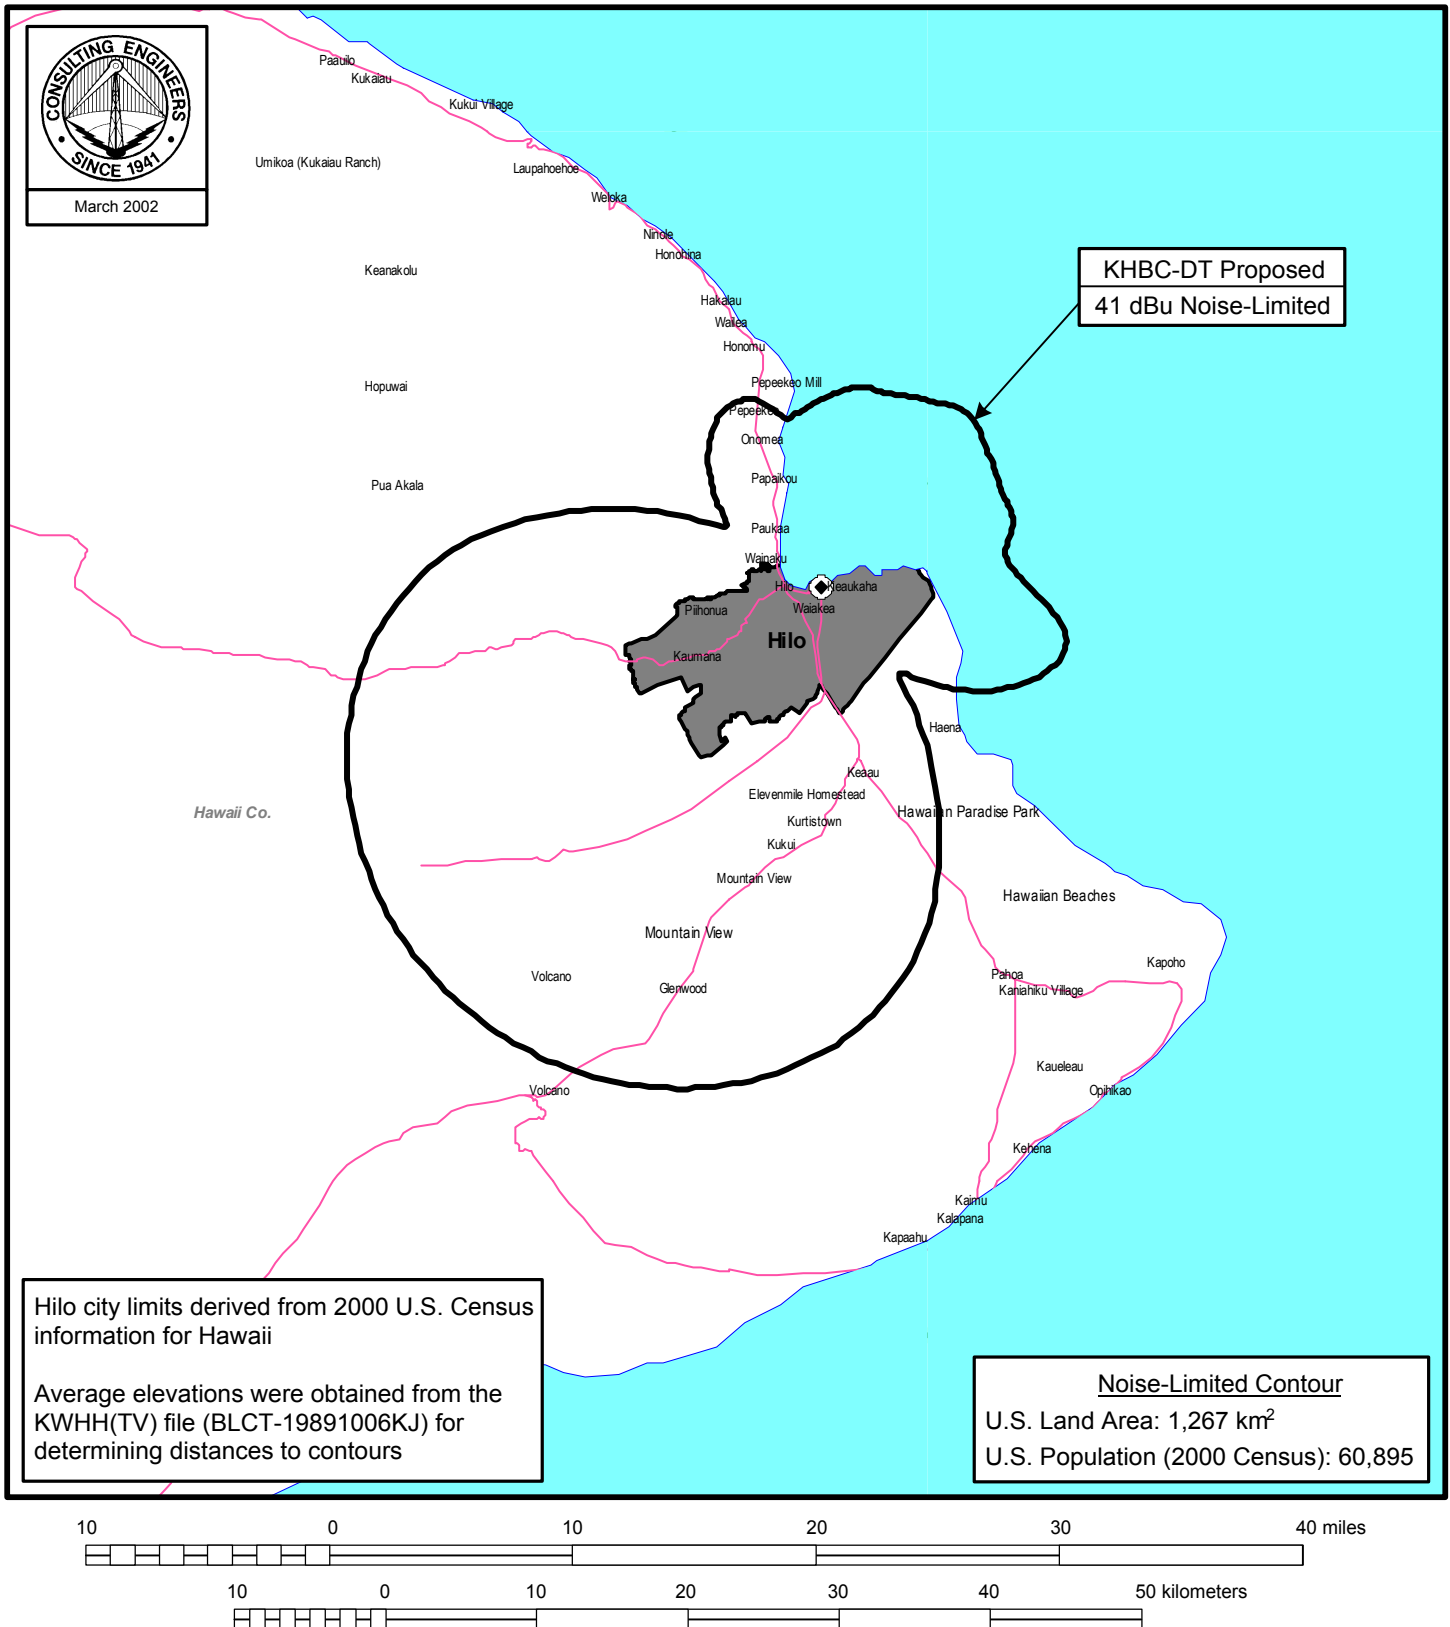 CONSULTING ENGINEERS
• SINCE 1941 •
March 2002
Paauilo
Kukaiau
Kukui Village
Umikoa (Kukaiau Ranch)
Laupahoehoe
Weloka
Ninole
Honohina
Keanakolu
KHBC-DT Proposed
41 dBu Noise-Limited
Hakalau
Wailea
Honomu
Hopuwai
Pepeekeo Mill
Pepeekeo
Onomea
Pua Akala
Papaikou
Paukaa
Wainaku
Hilo
Keaukaha
Piihonua
Waiakea
Hilo
Kaumana
Haena
Keaau
Elevenmile Homestead
Hawaii Co.
Hawaiian Paradise Park
Kurtistown
Kukui
Mountain View
Hawaiian Beaches
Mountain View
Kapoho
Volcano
Pahoa
Glenwood
Kaniahiku Village
Kaueleau
Volcano
Opihikao
Kehena
Kaimu
Kalapana
Kapaahu
Hilo city limits derived from 2000 U.S. Census
information for Hawaii
Average elevations were obtained from the
KWHH(TV) file (BLCT-19891006KJ) for
determining distances to contours
Noise-Limited Contour
U.S. Land Area: 1,267 km²
U.S. Population (2000 Census): 60,895
10 0 10 20 30 40 miles
10 0 10 20 30 40 50 kilometers